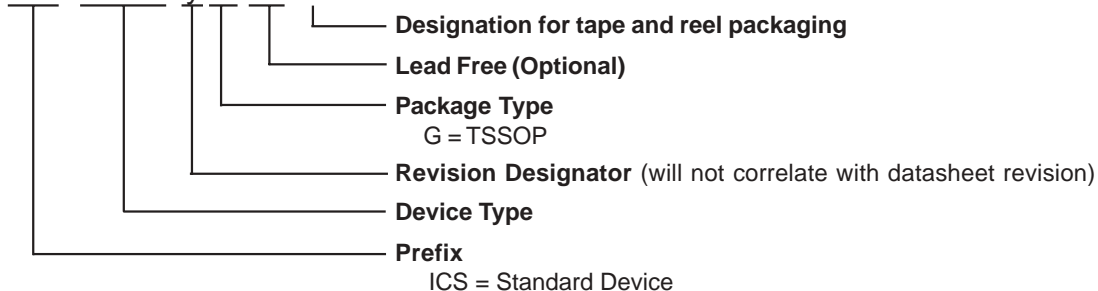 Designation for tape and reel packaging
Lead Free (Optional)
Package Type
G = TSSOP
Revision Designator (will not correlate with datasheet revision)
Device Type
Prefix
ICS = Standard Device